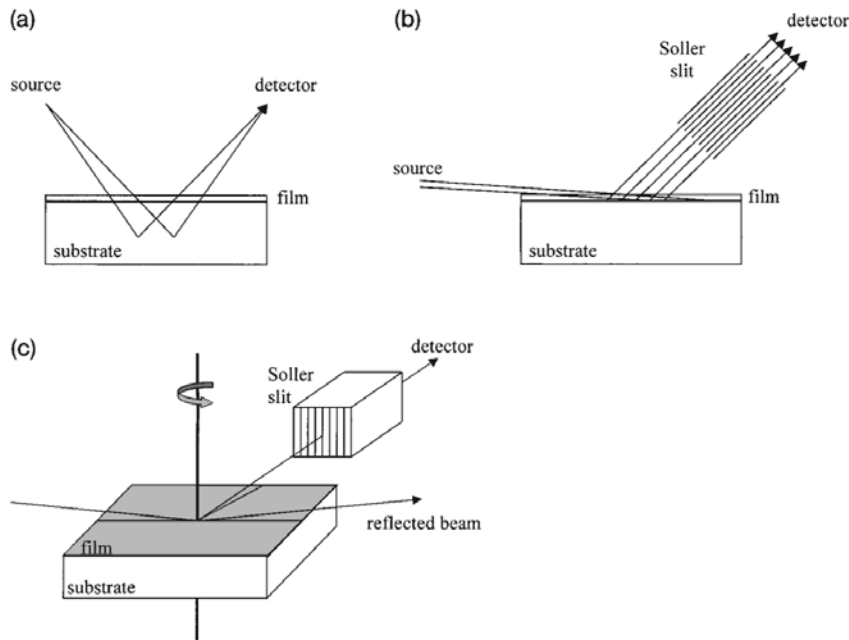 (a)
source
detector
film
substrate
(b)
Soller
slit
detector
source
film
substrate
(c)
Soller
slit
detector
reflected beam
film
substrate